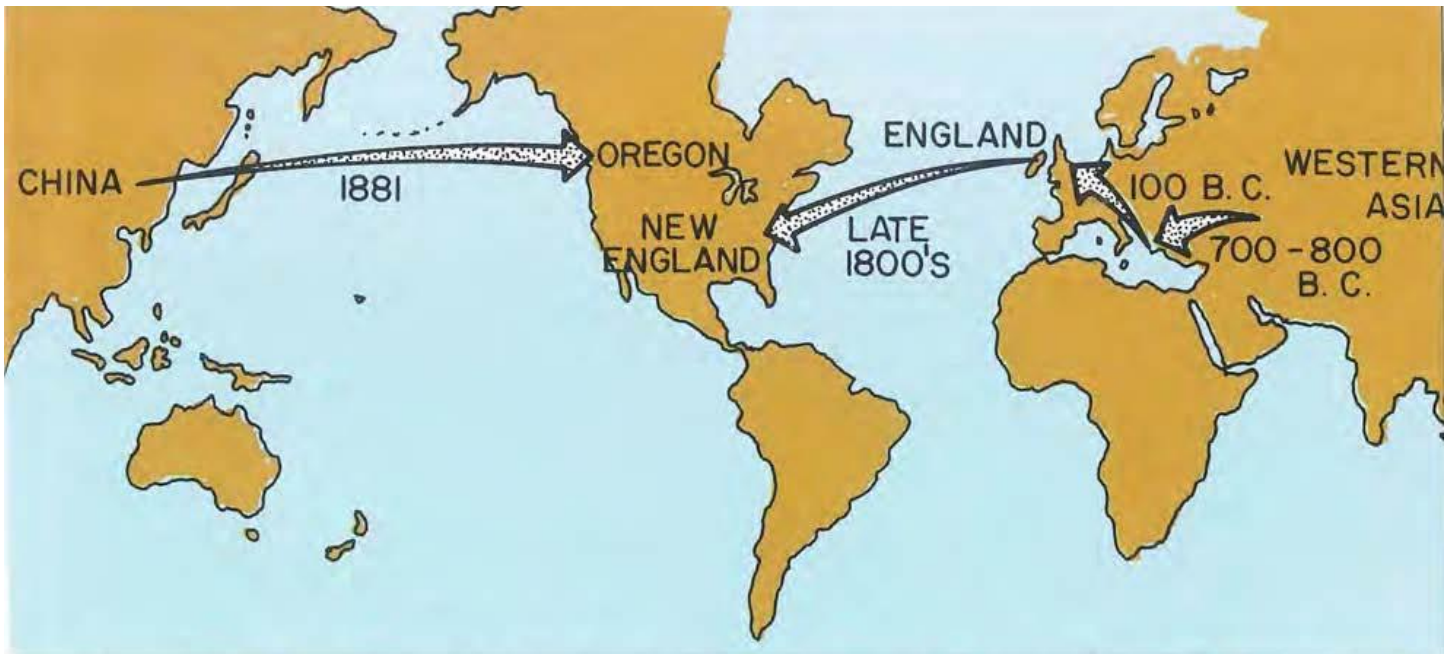 CHINA
1881
OREGON
NEW
ENGLAND
ENGLAND
LATE
1800'S
100 B. C.
WESTERN
ASIA
700-800
B. C.